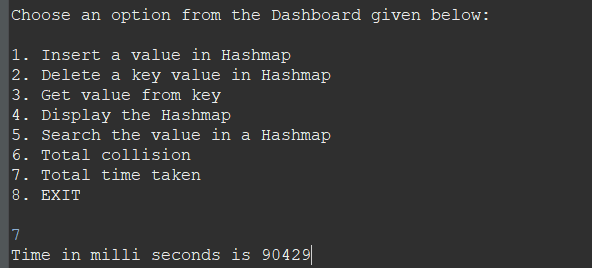 Choose an option from the Dashboard given below:
1. Insert a value in Hashmap
2. Delete a key value in Hashmap
3. Get value from key
4. Display the Hashmap
5. Search the value in a Hashmap
6. Total collision
7. Total time taken
8. EXIT
7
Time in milli seconds is 90429